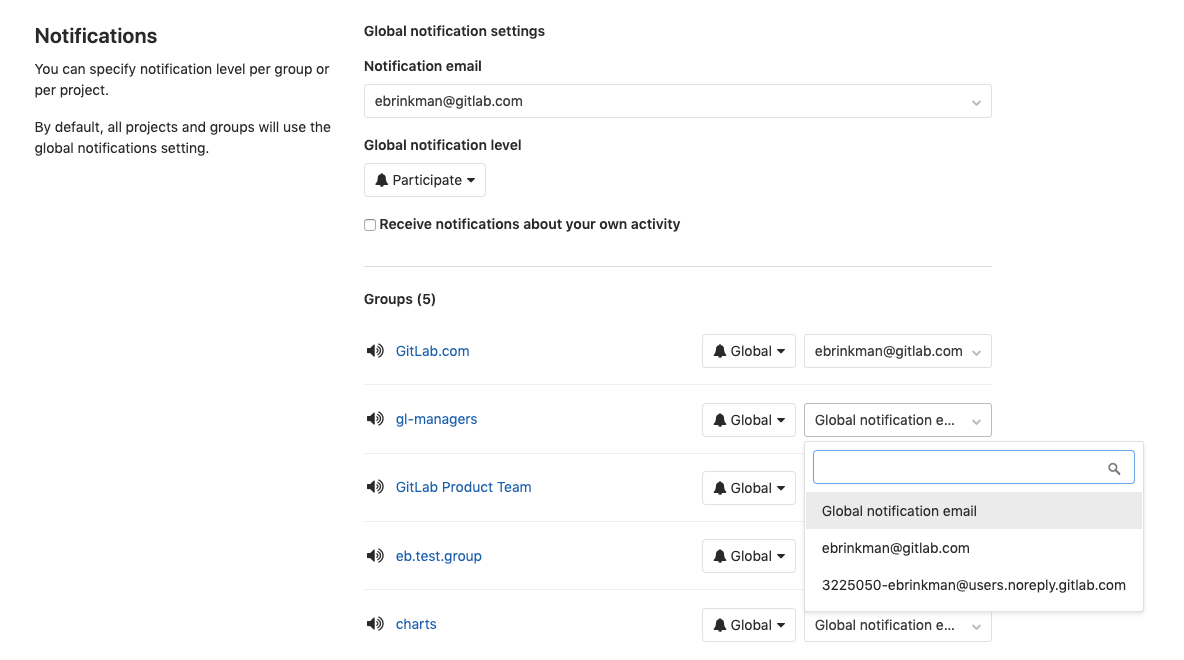 Notifications
You can specify notification level per group or
per project.
By default, all projects and groups will use the
global notifications setting.
Global notification settings
Notification email
ebrinkman@gitlab.com
Global notification level
Participate
Receive notifications about your own activity
Groups (5)
GitLab.com Global ebrinkman@gitlab.com
gl-managers Global Global notification e...
Global notification email
ebrinkman@gitlab.com
3225050-ebrinkman@users.noreply.gitlab.com
GitLab Product Team Global
eb.test.group Global
charts Global Global notification e...